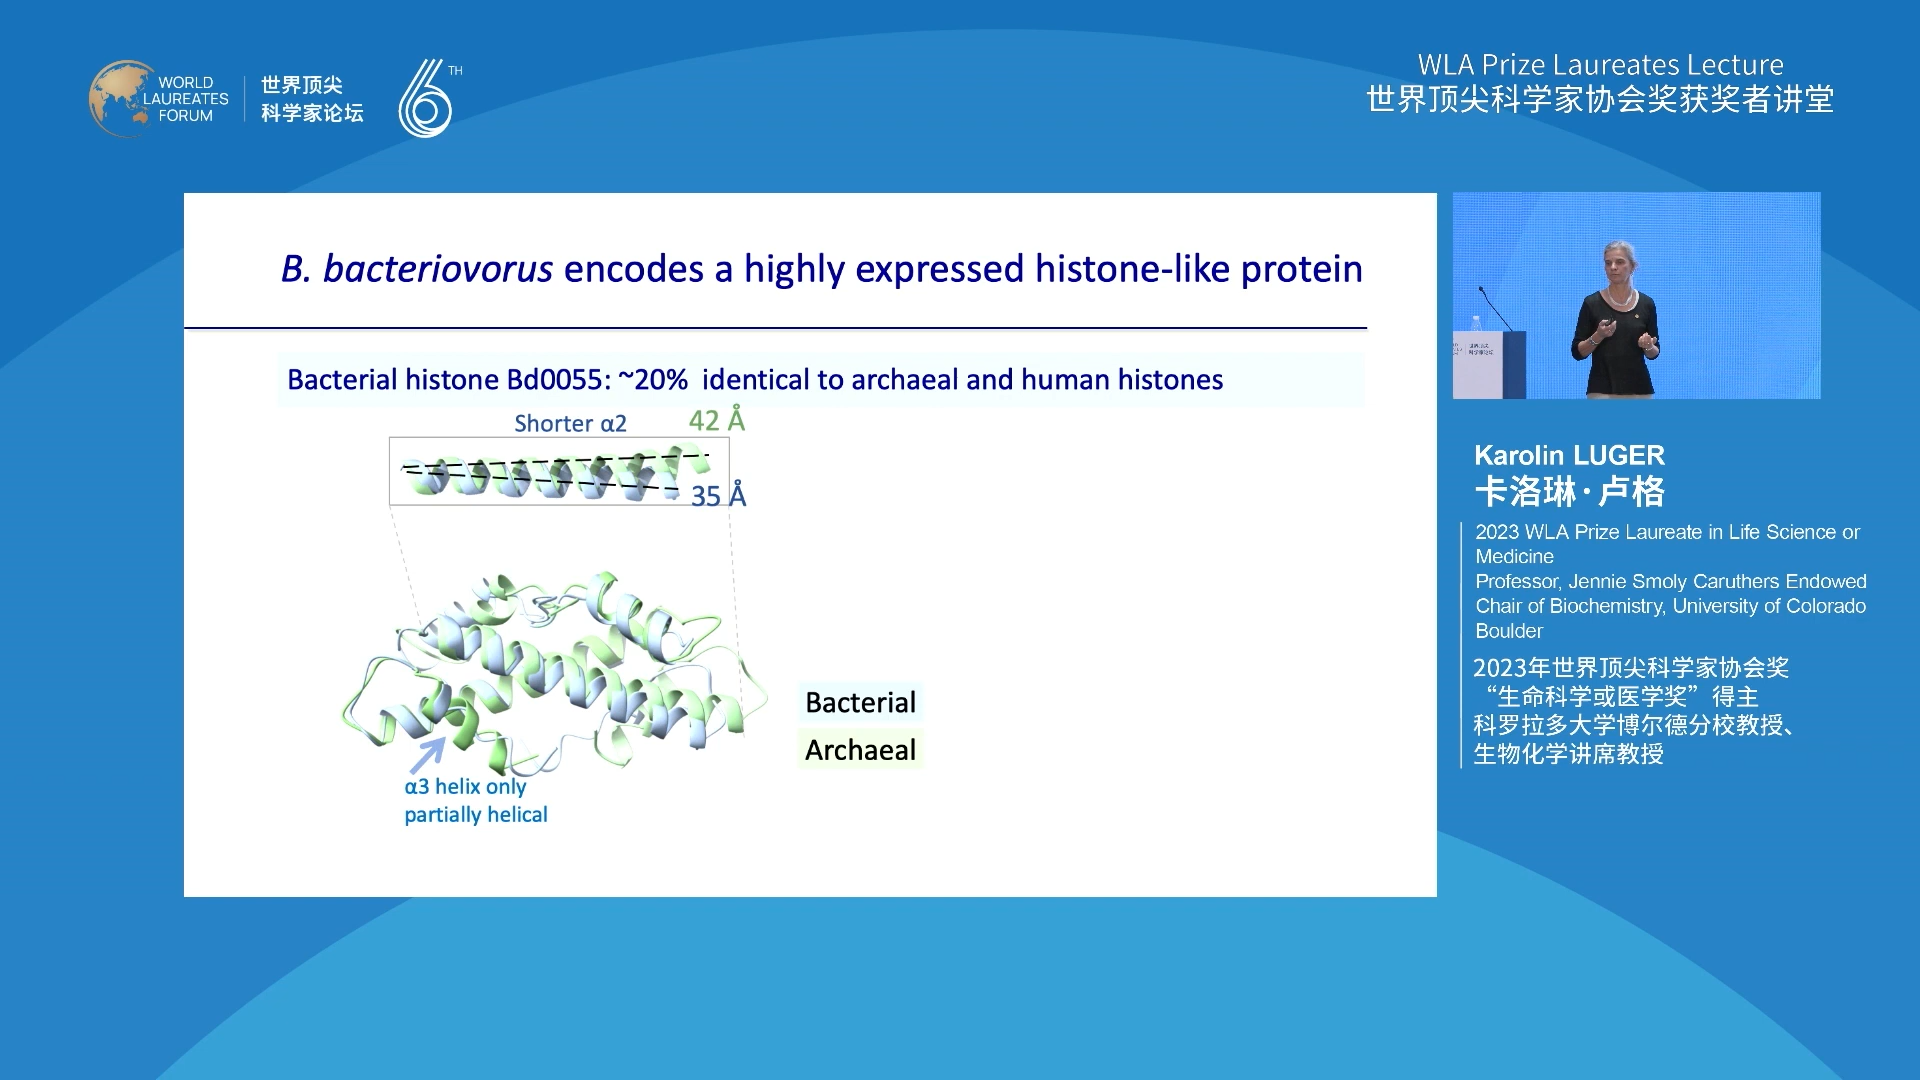 WORLD
LAUREATES
FORUM
世界顶尖
科学家论坛
6TH
WLA Prize Laureates Lecture
世界顶尖科学家协会奖获奖者讲堂
B. bacteriovorus encodes a highly expressed histone-like protein
Bacterial histone Bd0055: ~20% identical to archaeal and human histones
Shorter α2
42 Å
35 Å
Bacterial
Archaeal
α3 helix only
partially helical
Karolin LUGER
卡洛琳·卢格
2023 WLA Prize Laureate in Life Science or
Medicine
Professor, Jennie Smoly Caruthers Endowed
Chair of Biochemistry, University of Colorado
Boulder
2023年世界顶尖科学家协会奖
“生命科学或医学奖”得主
科罗拉多大学博尔德分校教授、
生物化学讲席教授